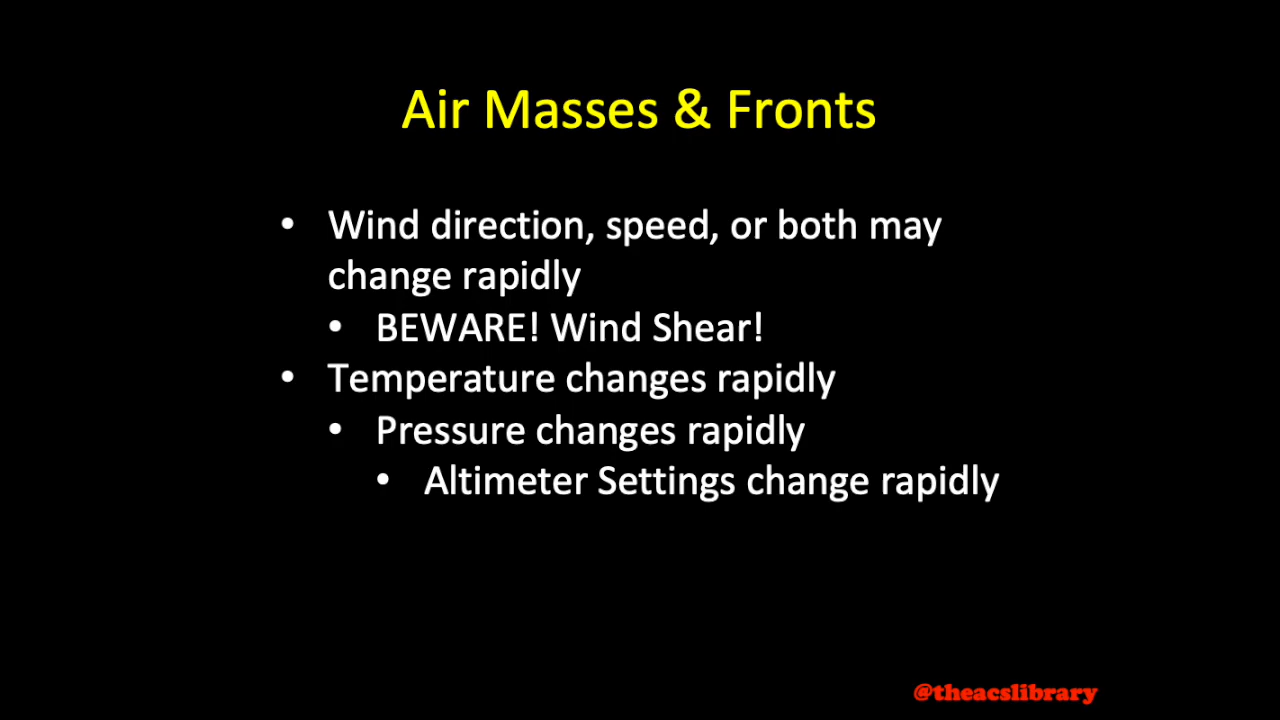 Air Masses & Fronts
• Wind direction, speed, or both may
change rapidly
• BEWARE! Wind Shear!
• Temperature changes rapidly
• Pressure changes rapidly
• Altimeter Settings change rapidly
@theacslibrary